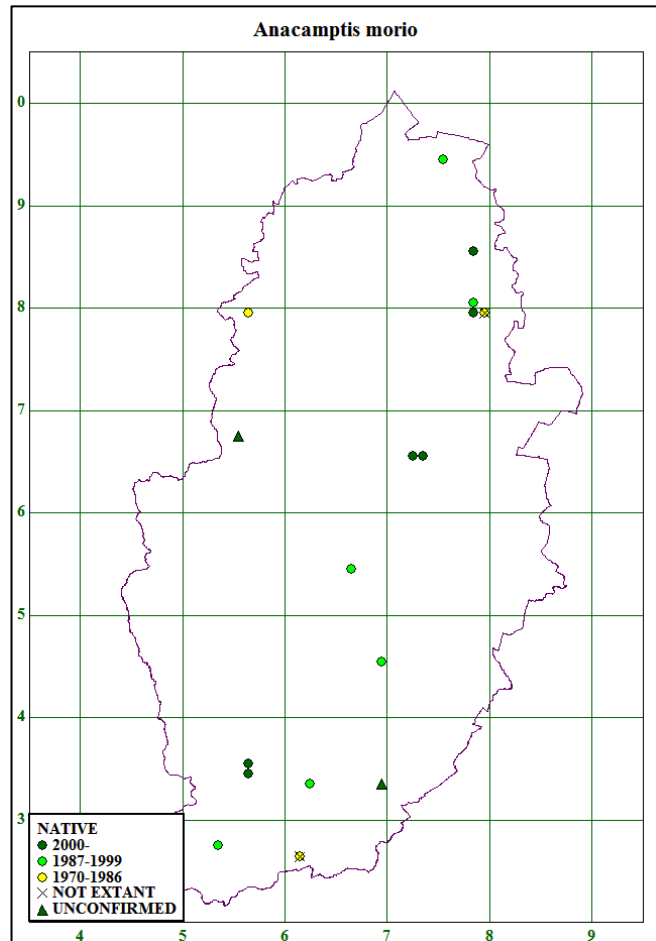 Anacamptis morio
0
9
8
7
6
5
4
3
NATIVE
2000-
1987-1999
1970-1986
NOT EXTANT
UNCONFIRMED
4 5 6 7 8 9